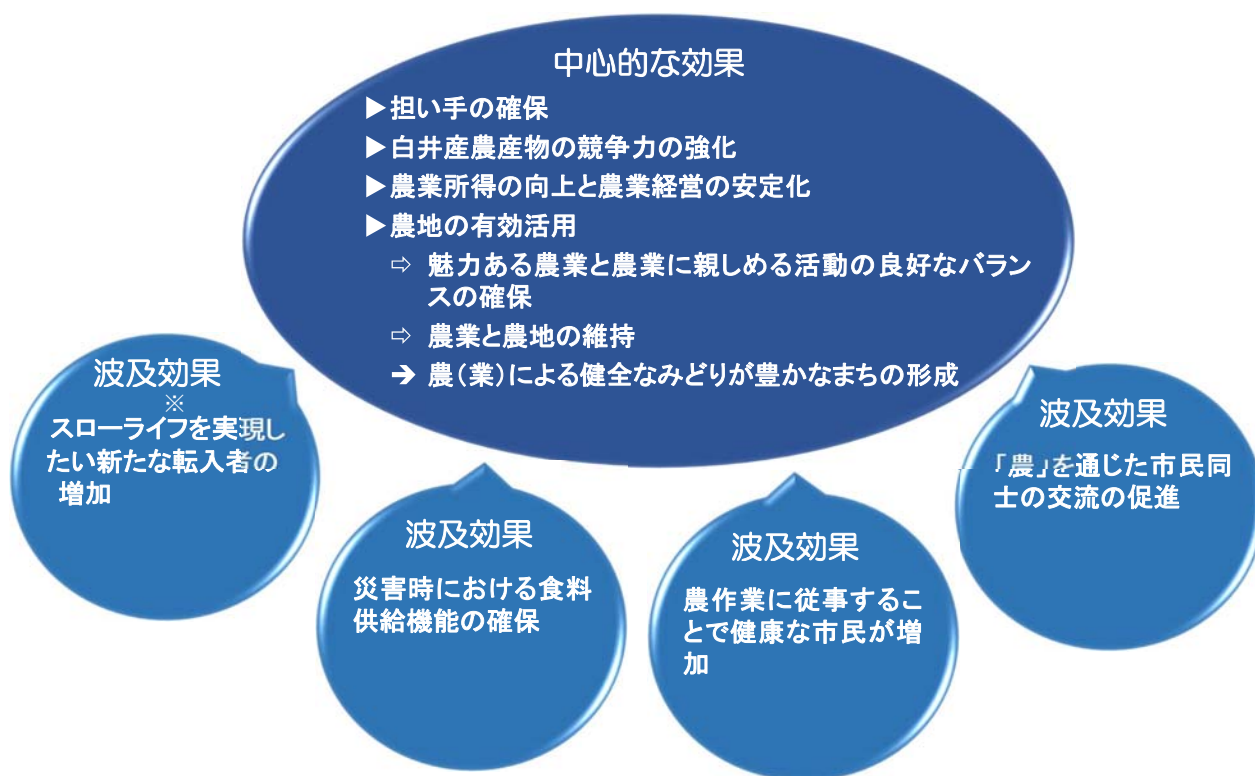 中心的な効果
▶担い手の確保
▶白井産農産物の競争力の強化
▶農業所得の向上と農業経営の安定化
▶農地の有効活用
⇨ 魅力ある農業と農業に親しめる活動の良好なバラン
スの確保
⇨ 農業と農地の維持
➔ 農(業)による健全なみどりが豊かなまちの形成
波及効果
※
スローライフを実現し
たい新たな転入者の
増加
波及効果
災害時における食料
供給機能の確保
波及効果
農作業に従事するこ
とで健康な市民が増
加
波及効果
「農」を通じた市民同
士の交流の促進